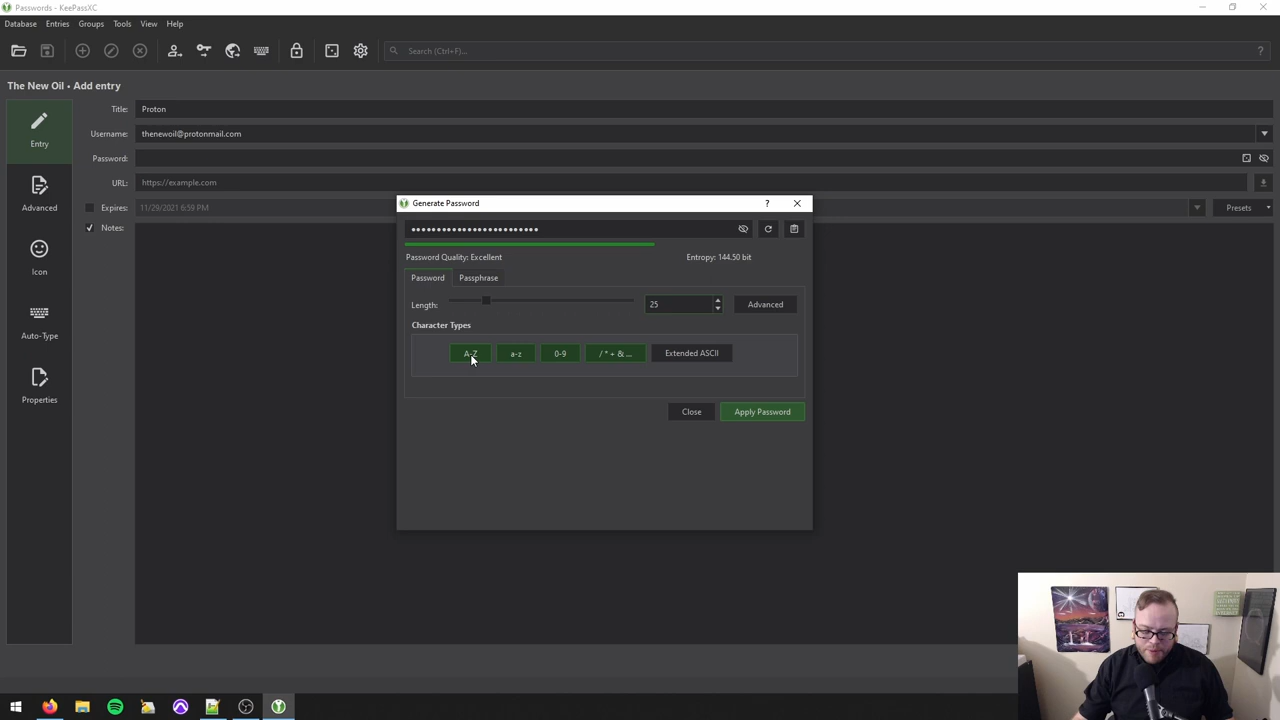 Passwords - KeePassXC
Database Entries Groups Tools View Help
Search (Ctrl+F)...
?
The New Oil • Add entry
Entry
Advanced
Icon
Auto-Type
Properties
Title: Proton
Username: thenewoil@protonmail.com
Password:
URL: https://example.com
Expires: 11/29/2021 6:59 PM Presets
Notes:
Generate Password ?
•••••••••••••••••••••••••
Password Quality: Excellent Entropy: 144.50 bit
Password Passphrase
Length: 25 Advanced
Character Types
A-Z a-z 0-9 / * + & ... Extended ASCII
Close Apply Password